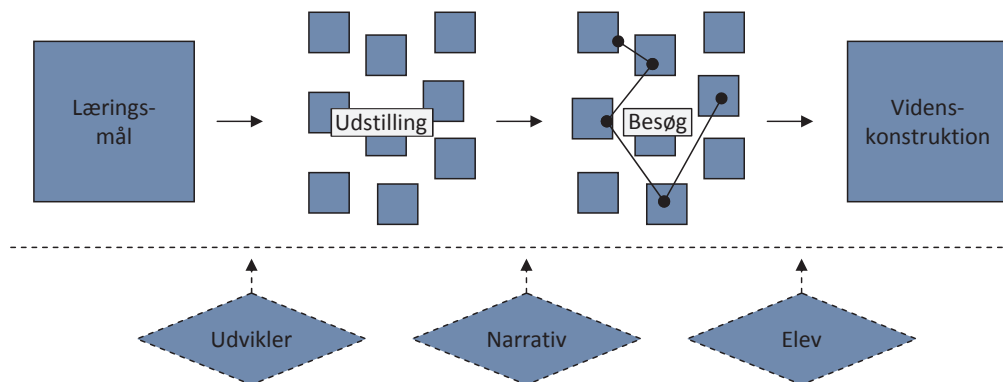 Lærings-
mål
Udstilling
Besøg
Videns-
konstruktion
Udvikler
Narrativ
Elev